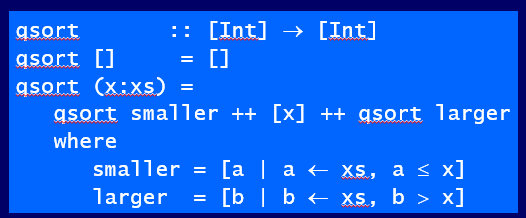 qsort :: [Int] → [Int]
qsort [] = []
qsort (x:xs) =
qsort smaller ++ [x] ++ qsort larger
where
smaller = [a | a ← xs, a ≤ x]
larger = [b | b ← xs, b > x]